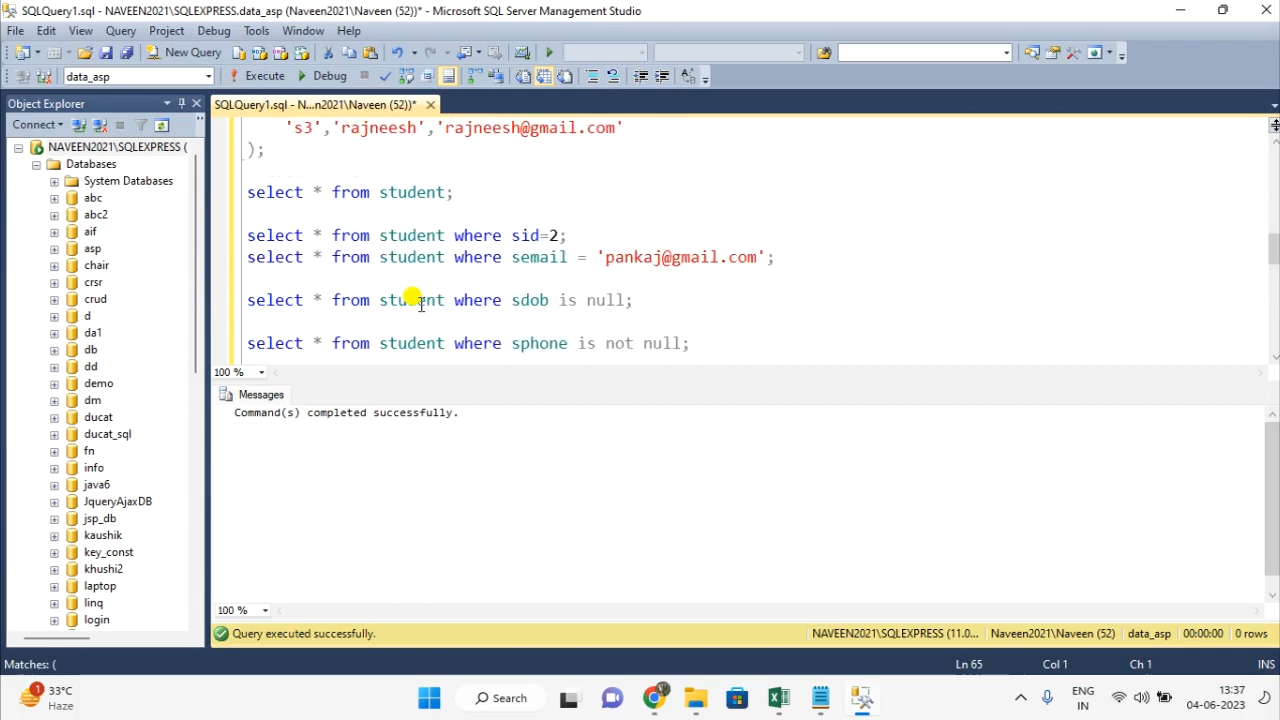 SQLQuery1.sql - NAVEEN2021\SQLEXPRESS.data_asp (Naveen2021\Naveen (52))* - Microsoft SQL Server Management Studio
File Edit View Query Project Debug Tools Window Help
New Query
data_asp Execute Debug
Object Explorer
SQLQuery1.sql - N...n2021\Naveen (52))*
Connect
NAVEEN2021\SQLEXPRESS (
Databases
System Databases
abc
abc2
aif
asp
chair
crsr
crud
d
da1
db
dd
demo
dm
ducat
ducat_sql
fn
info
java6
JqueryAjaxDB
jsp_db
kaushik
key_const
khushi2
laptop
linq
login
's3','rajneesh','rajneesh@gmail.com'
);
select * from student;
select * from student where sid=2;
select * from student where semail = 'pankaj@gmail.com';
select * from student where sdob is null;
select * from student where sphone is not null;
100 %
Messages
Command(s) completed successfully.
100 %
Query executed successfully. NAVEEN2021\SQLEXPRESS (11.0... Naveen2021\Naveen (52) data_asp 00:00:00 0 rows
Matches: ( Ln 65 Col 1 Ch 1 INS
1 33°C
Haze
Search
ENG
IN
13:37
04-06-2023